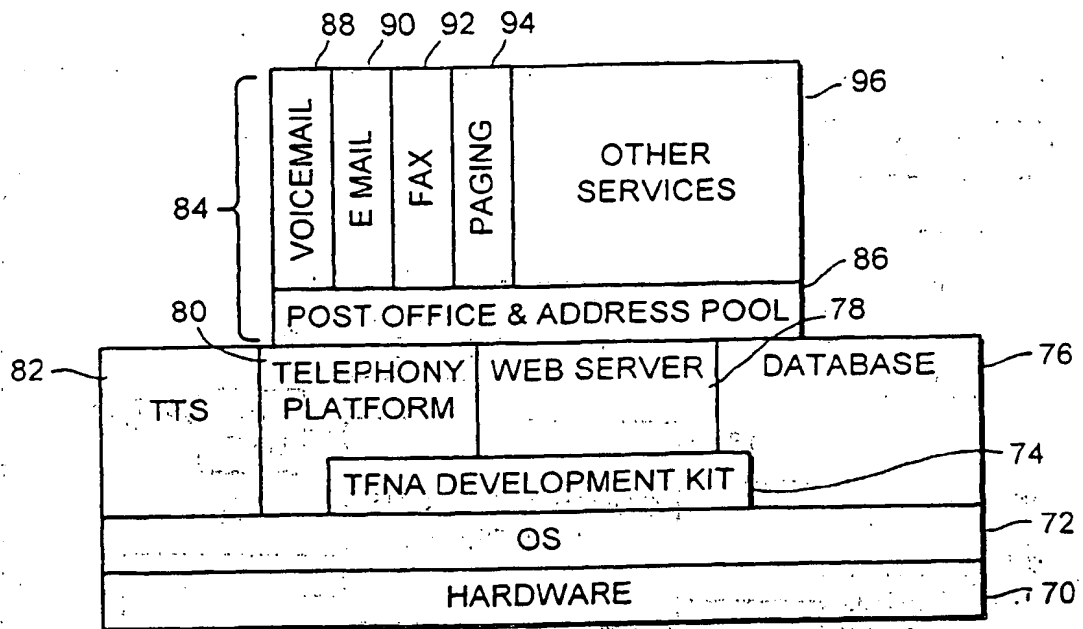 88 90 92 94
96
VOICEMAIL
E MAIL
FAX
PAGING
OTHER
SERVICES
84
86
POST OFFICE & ADDRESS POOL
80
78
82
TTS
TELEPHONY
PLATFORM
WEB SERVER
DATABASE
76
TFNA DEVELOPMENT KIT
74
OS
72
HARDWARE
70